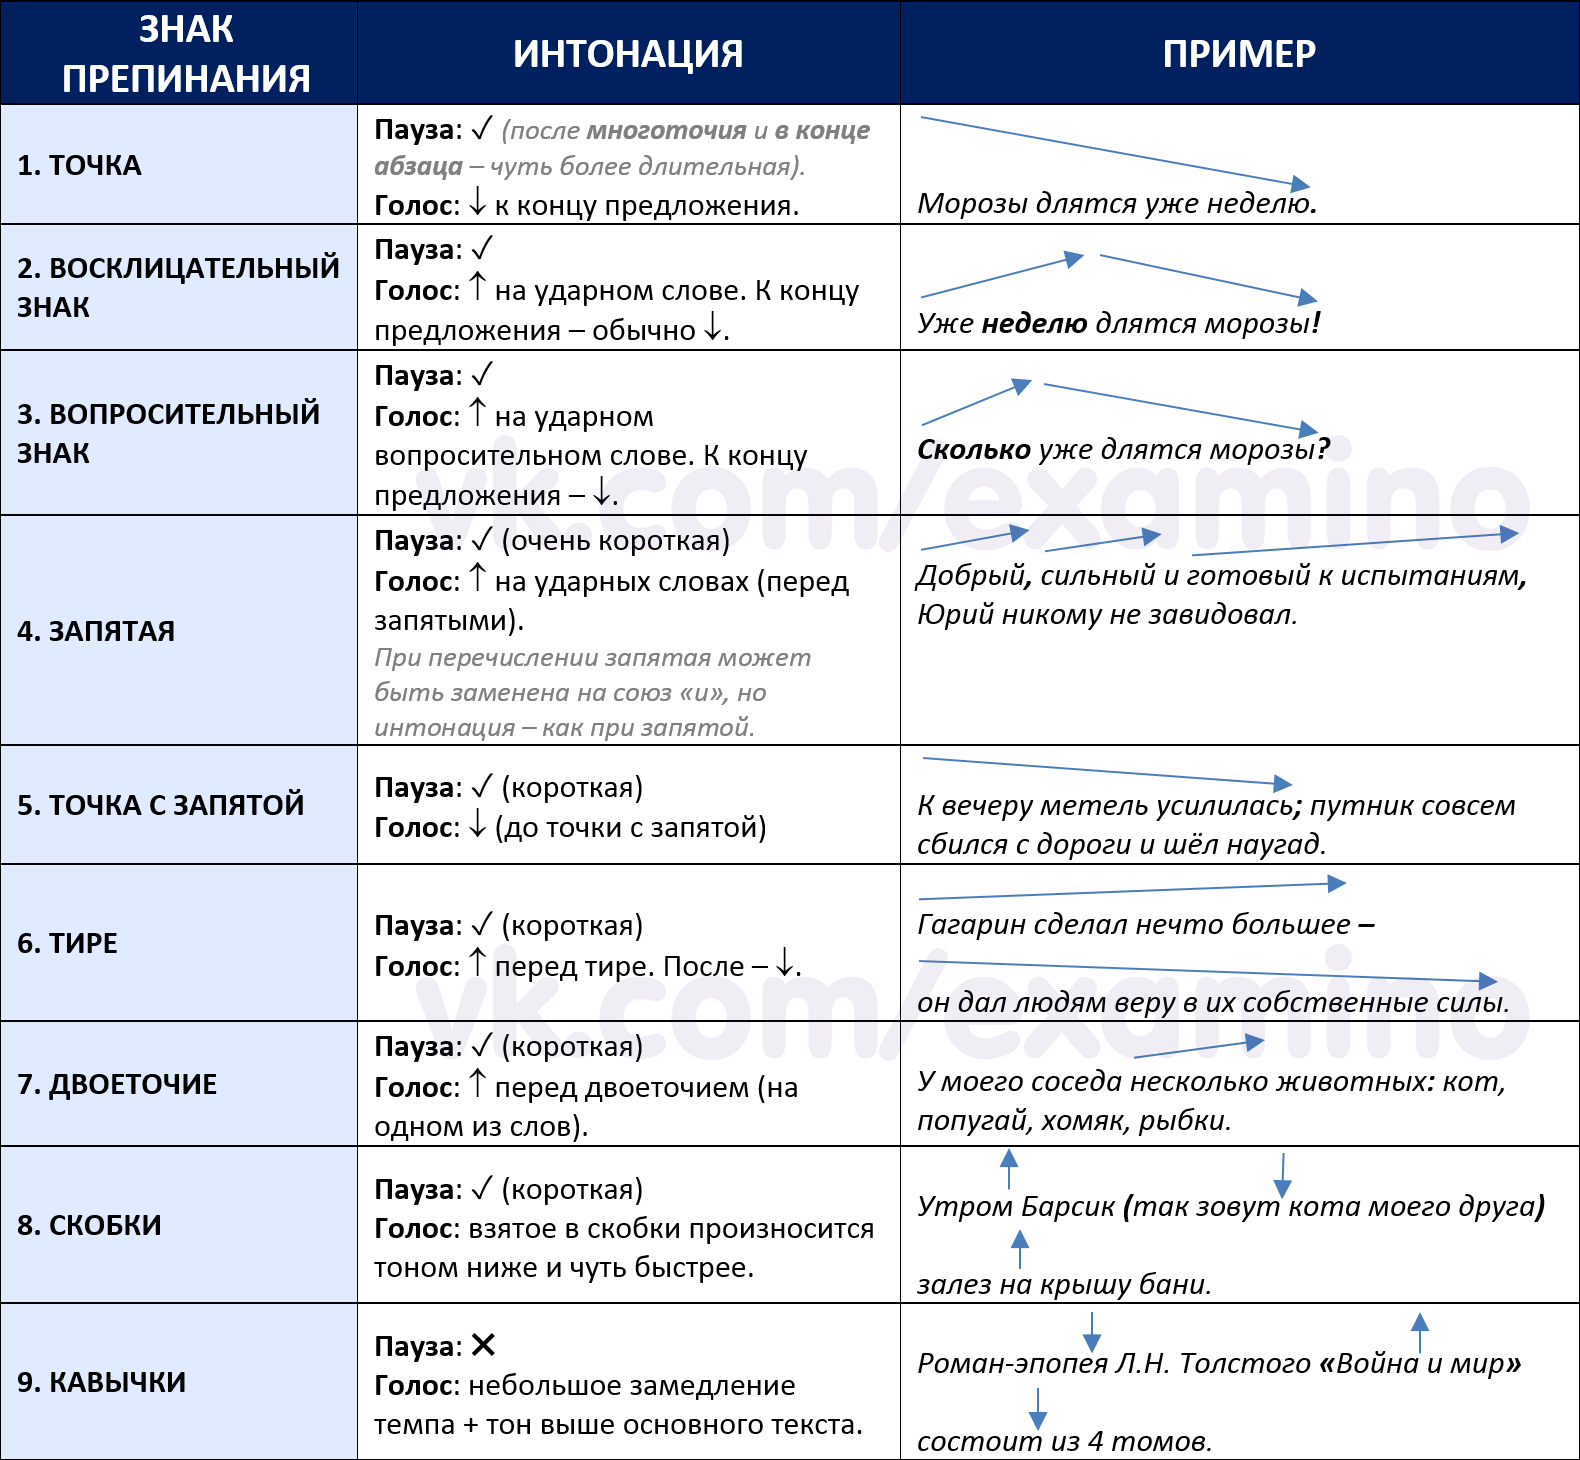 ЗНАК
ПРЕПИНАНИЯ
ИНТОНАЦИЯ
ПРИМЕР
1. ТОЧКА
Пауза: ✓ (после многоточия и в конце
абзаца – чуть более длительная).
Голос: ↓ к концу предложения.
Морозы длятся уже неделю.
2. ВОСКЛИЦАТЕЛЬНЫЙ
ЗНАК
Пауза: ✓
Голос: ↑ на ударном слове. К концу
предложения – обычно ↓.
Уже неделю длятся морозы!
3. ВОПРОСИТЕЛЬНЫЙ
ЗНАК
Пауза: ✓
Голос: ↑ на ударном
вопросительном слове. К концу
предложения – ↓.
Сколько уже длятся морозы?
vk.com/examino
4. ЗАПЯТАЯ
Пауза: ✓ (очень короткая)
Голос: ↑ на ударных словах (перед
запятыми).
При перечислении запятая может
быть заменена на союз «и», но
интонация – как при запятой.
Добрый, сильный и готовый к испытаниям,
Юрий никому не завидовал.
5. ТОЧКА С ЗАПЯТОЙ
Пауза: ✓ (короткая)
Голос: ↓ (до точки с запятой)
К вечеру метель усилилась; путник совсем
сбился с дороги и шёл наугад.
6. ТИРЕ
Пауза: ✓ (короткая)
Голос: ↑ перед тире. После – ↓.
Гагарин сделал нечто большее –
он дал людям веру в их собственные силы.
vk.com/examino
7. ДВОЕТОЧИЕ
Пауза: ✓ (короткая)
Голос: ↑ перед двоеточием (на
одном из слов).
У моего соседа несколько животных: кот,
попугай, хомяк, рыбки.
8. СКОБКИ
Пауза: ✓ (короткая)
Голос: взятое в скобки произносится
тоном ниже и чуть быстрее.
Утром Барсик (так зовут кота моего друга)
залез на крышу бани.
9. КАВЫЧКИ
Пауза: ✕
Голос: небольшое замедление
темпа + тон выше основного текста.
Роман-эпопея Л.Н. Толстого «Война и мир»
состоит из 4 томов.